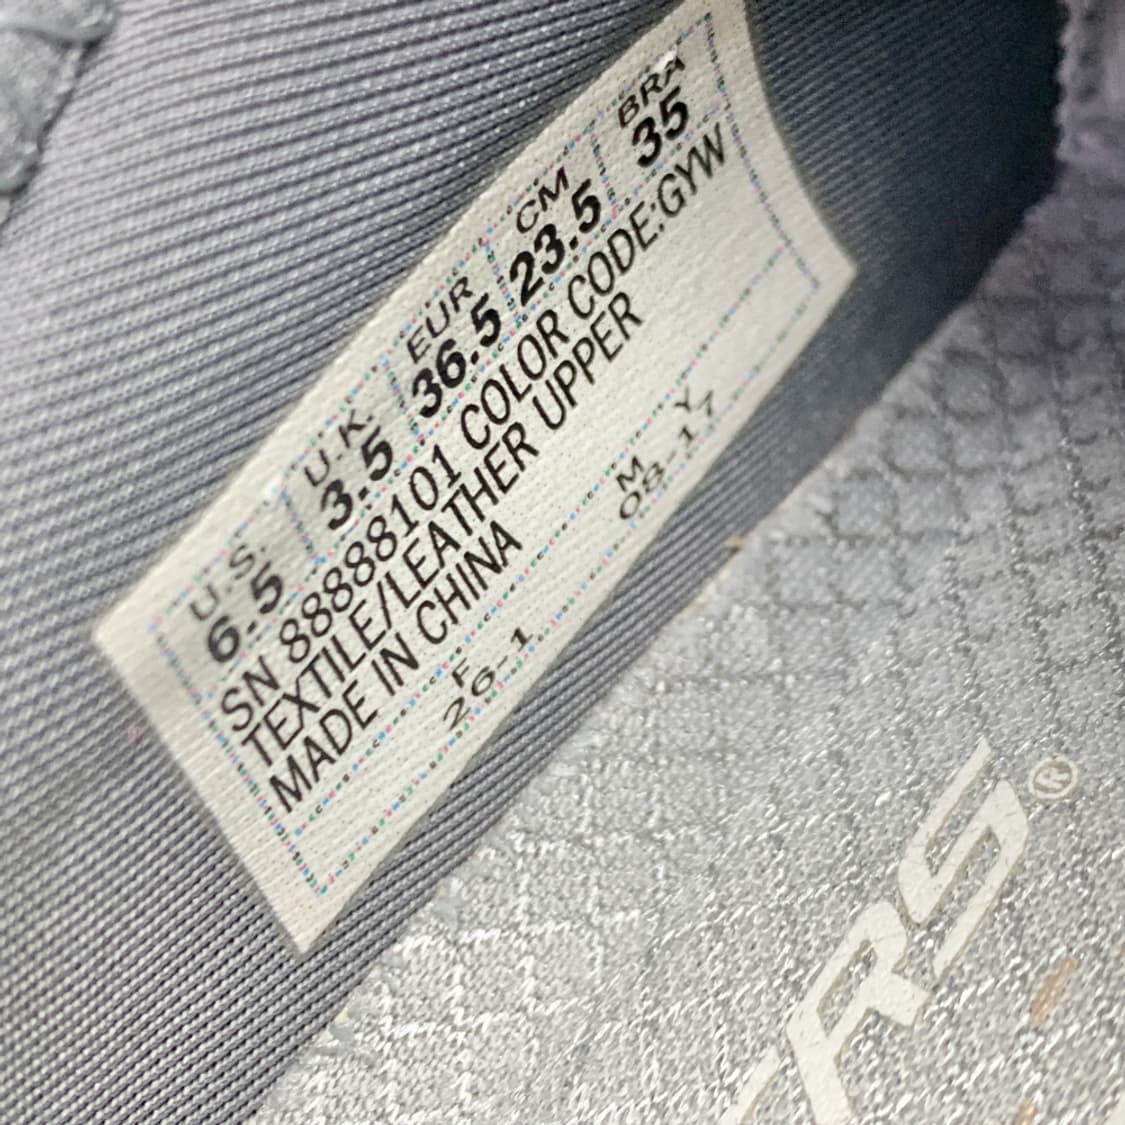 U.S. U.K. EUR CM BRA
6.5 3.5 36.5 23.5 35
SN 88888101 COLOR CODE:GYW
TEXTILE/LEATHER UPPER
MADE IN CHINA
F M Y
26-1 08-17
RS®